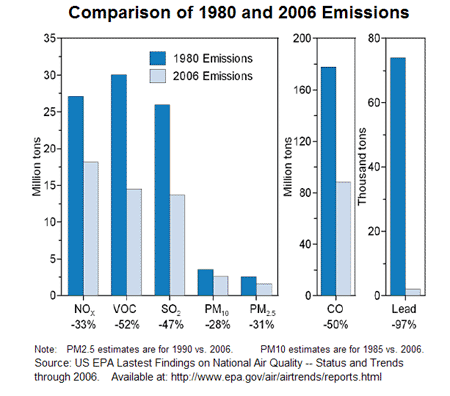 Comparison of 1980 and 2006 Emissions
Million tons
35
30
25
20
15
10
5
0
1980 Emissions
2006 Emissions
NOX VOC SO2 PM10 PM2.5
-33% -52% -47% -28% -31%
Million tons
200
160
120
80
40
0
CO
-50%
Thousand tons
80
60
40
20
0
Lead
-97%
Note: PM2.5 estimates are for 1990 vs. 2006. PM10 estimates are for 1985 vs. 2006.
Source: US EPA Lastest Findings on National Air Quality -- Status and Trends
through 2006. Available at: http://www.epa.gov/air/airtrends/reports.html